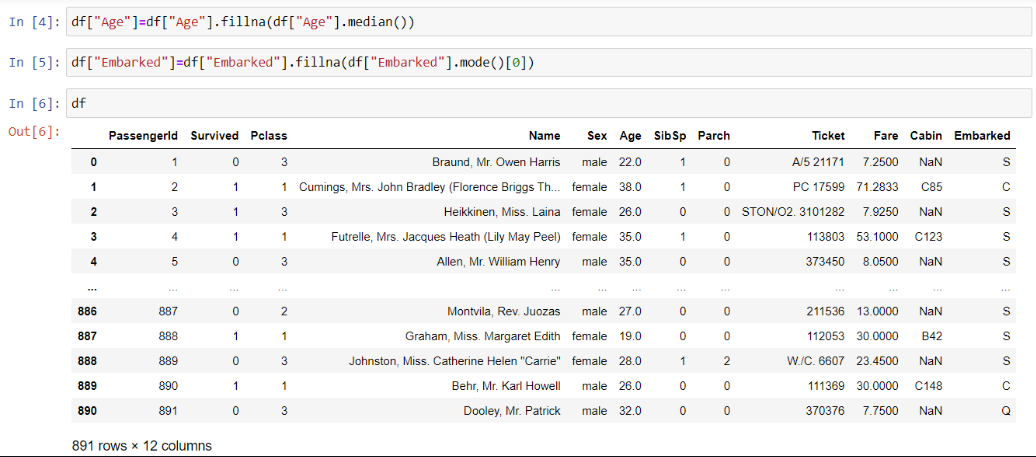 In [4]: df["Age"]=df["Age"].fillna(df["Age"].median())
In [5]: df["Embarked"]=df["Embarked"].fillna(df["Embarked"].mode()[0])
In [6]: df
Out[6]:
PassengerId Survived Pclass Name Sex Age SibSp Parch Ticket Fare Cabin Embarked
0 1 0 3 Braund, Mr. Owen Harris male 22.0 1 0 A/5 21171 7.2500 NaN S
1 2 1 1 Cumings, Mrs. John Bradley (Florence Briggs Th... female 38.0 1 0 PC 17599 71.2833 C85 C
2 3 1 3 Heikkinen, Miss. Laina female 26.0 0 0 STON/O2. 3101282 7.9250 NaN S
3 4 1 1 Futrelle, Mrs. Jacques Heath (Lily May Peel) female 35.0 1 0 113803 53.1000 C123 S
4 5 0 3 Allen, Mr. William Henry male 35.0 0 0 373450 8.0500 NaN S
... ... ... ... ... ... ... ... ... ... ... ... ...
886 887 0 2 Montvila, Rev. Juozas male 27.0 0 0 211536 13.0000 NaN S
887 888 1 1 Graham, Miss. Margaret Edith female 19.0 0 0 112053 30.0000 B42 S
888 889 0 3 Johnston, Miss. Catherine Helen "Carrie" female 28.0 1 2 W./C. 6607 23.4500 NaN S
889 890 1 1 Behr, Mr. Karl Howell male 26.0 0 0 111369 30.0000 C148 C
890 891 0 3 Dooley, Mr. Patrick male 32.0 0 0 370376 7.7500 NaN Q
891 rows × 12 columns